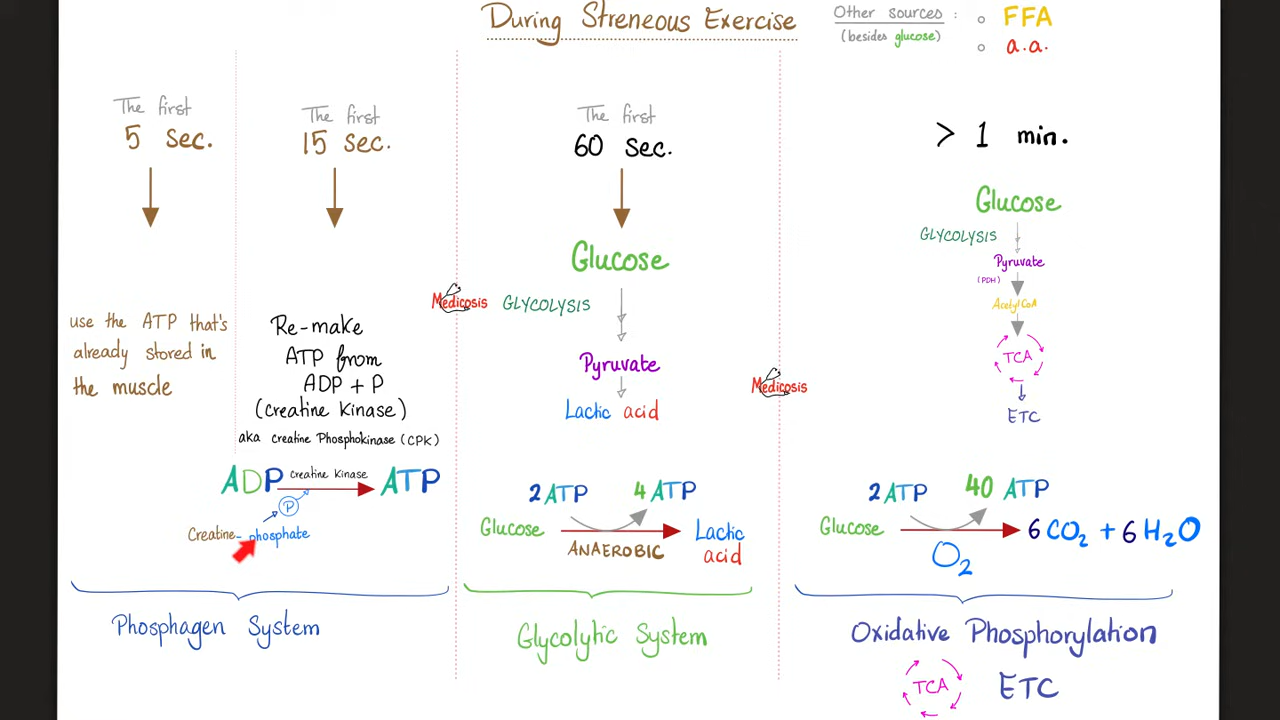 During Streneous Exercise
Other sources :
(besides glucose)
○ FFA
○ a.a.
The first
5 sec.
use the ATP that's
already stored in
the muscle
The first
15 sec.
Re-make
ATP from
ADP + P
(creatine Kinase)
aka creatine Phosphokinase (CPK)
ADP creatine Kinase ATP
P
Creatine- phosphate
Phosphagen System
The first
60 sec.
Glucose
Medicosis
GLYCOLYSIS
Pyruvate
Lactic acid
2 ATP 4 ATP
Glucose
ANAEROBIC
Lactic
acid
Glycolytic System
Medicosis
> 1 min.
Glucose
GLYCOLYSIS
Pyruvate
(PDH)
Acetyl CoA
TCA
ETC
2 ATP 40 ATP
Glucose 6 CO₂ + 6 H₂O
O₂
Oxidative Phosphorylation
TCA ETC